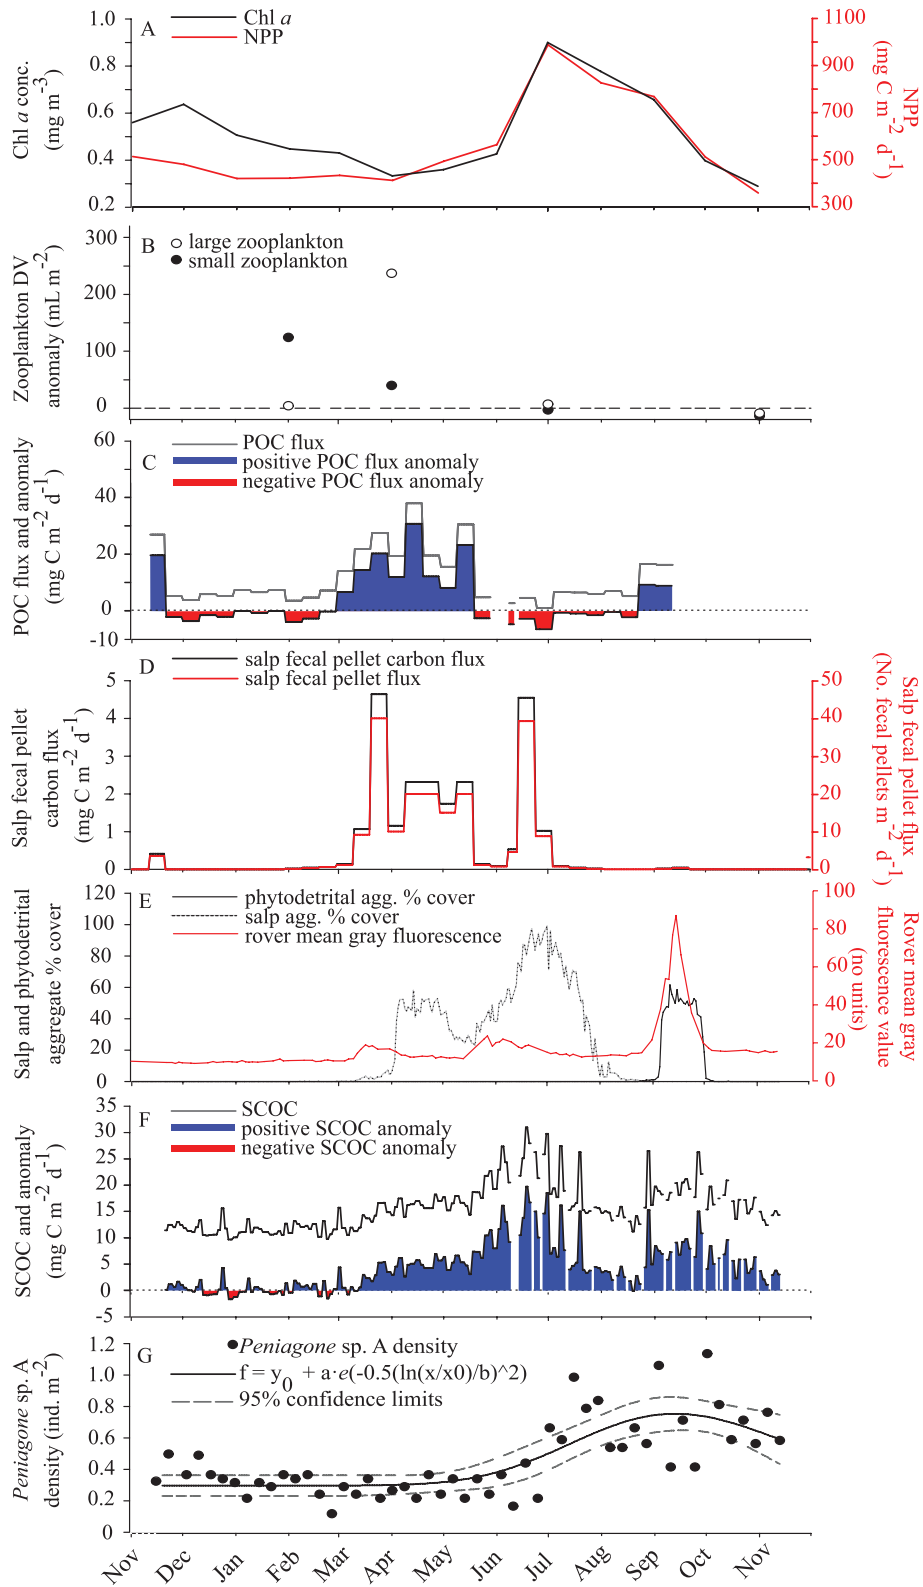 A
Chl a
NPP
Chl a conc.
(mg m-3)
1.0
0.8
0.6
0.4
0.2
1100
900
700
500
300
NPP
(mg C m-2 d-1)
B
large zooplankton
small zooplankton
Zooplankton DV
anomaly (mL m-2)
300
200
100
0
C
POC flux
positive POC flux anomaly
negative POC flux anomaly
POC flux and anomaly
(mg C m-2 d-1)
60
40
20
0
-10
D
salp fecal pellet carbon flux
salp fecal pellet flux
Salp fecal pellet
carbon flux
(mg C m-2 d-1)
5
4
3
2
1
0
50
40
30
20
10
0
Salp fecal pellet flux
(No. fecal pellets m-2 d-1)
E
phytodetrital agg. % cover
salp agg. % cover
rover mean gray fluorescence
Salp and phytodetrital
aggregate % cover
120
100
80
60
40
20
0
100
80
60
40
20
0
Rover mean gray
fluorescence value
(no units)
F
SCOC
positive SCOC anomaly
negative SCOC anomaly
SCOC and anomaly
(mg C m-2 d-1)
35
30
25
20
15
10
5
0
-5
G
Peniagone sp. A density
f = y0 + a·e(-0.5(ln(x/x0)/b)^2)
95% confidence limits
Peniagone sp. A
density (ind. m-2)
1.2
1.0
0.8
0.6
0.4
0.2
0
Nov Dec Jan Feb Mar Apr May Jun Jul Aug Sep Oct Nov